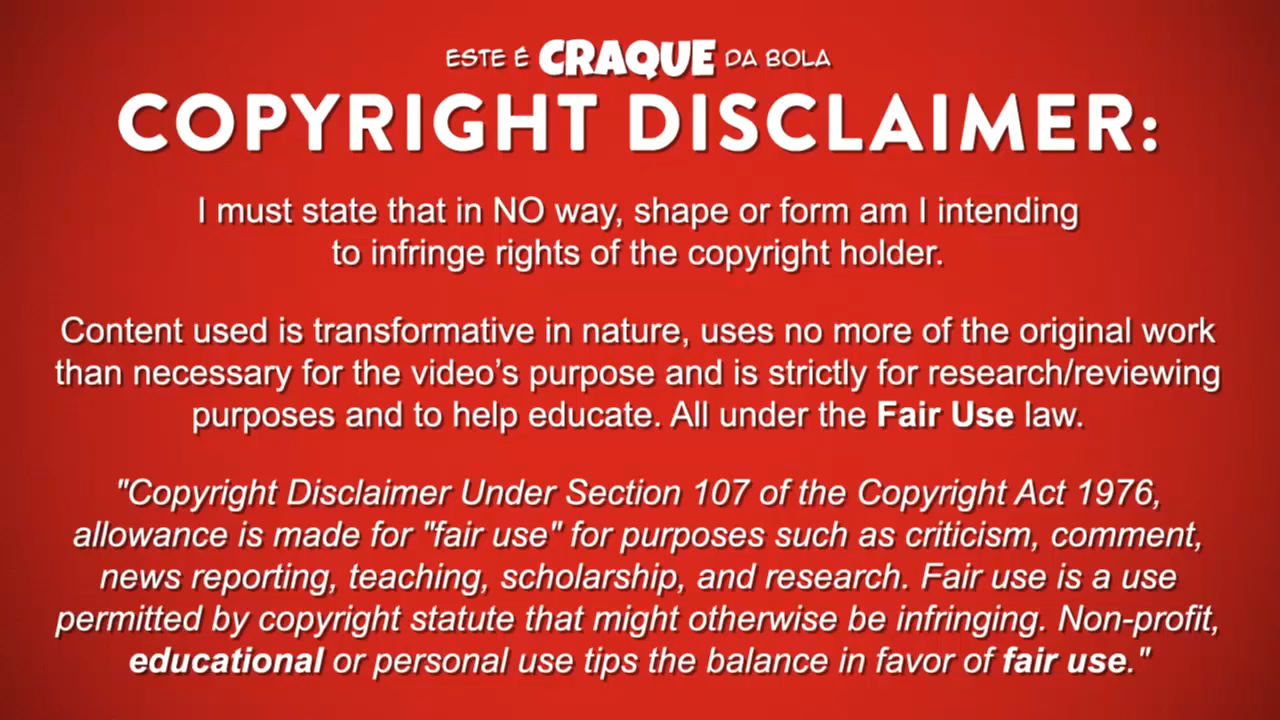 ESTE É CRAQUE DA BOLA
COPYRIGHT DISCLAIMER:
I must state that in NO way, shape or form am I intending
to infringe rights of the copyright holder.
Content used is transformative in nature, uses no more of the original work
than necessary for the video’s purpose and is strictly for research/reviewing
purposes and to help educate. All under the Fair Use law.
"Copyright Disclaimer Under Section 107 of the Copyright Act 1976,
allowance is made for "fair use" for purposes such as criticism, comment,
news reporting, teaching, scholarship, and research. Fair use is a use
permitted by copyright statute that might otherwise be infringing. Non-profit,
educational or personal use tips the balance in favor of fair use."